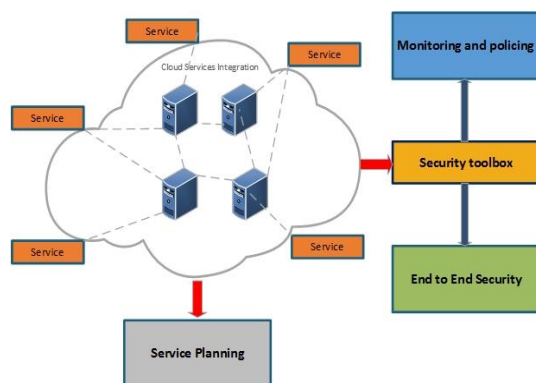 Service
Service
Cloud Services Integration
Monitoring and policing
Service
Security toolbox
Service
Service
End to End Security
Service Planning